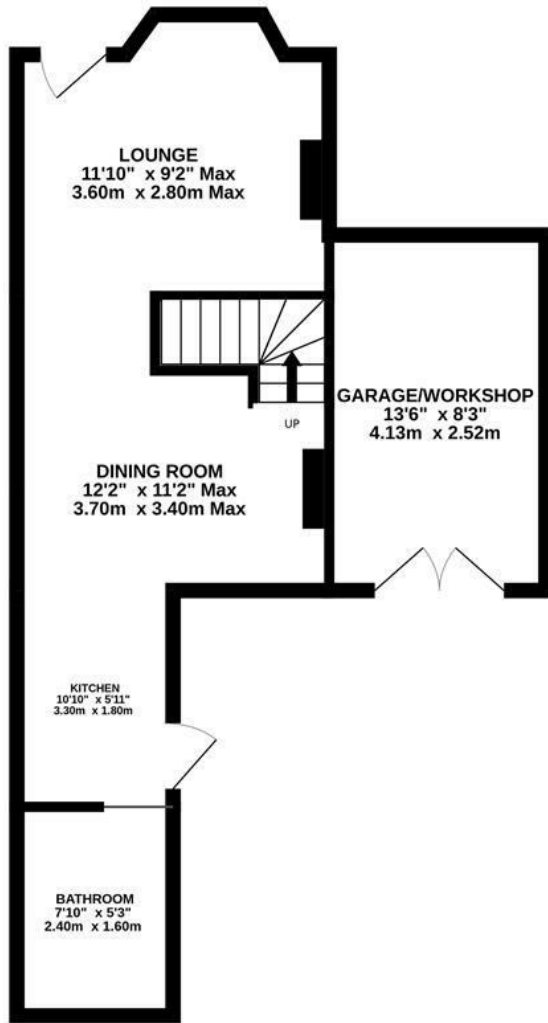 LOUNGE
11'10" x 9'2" Max
3.60m x 2.80m Max
GARAGE/WORKSHOP
13'6" x 8'3"
4.13m x 2.52m
UP
DINING ROOM
12'2" x 11'2" Max
3.70m x 3.40m Max
KITCHEN
10'10" x 5'11"
3.30m x 1.80m
BATHROOM
7'10" x 5'3"
2.40m x 1.60m